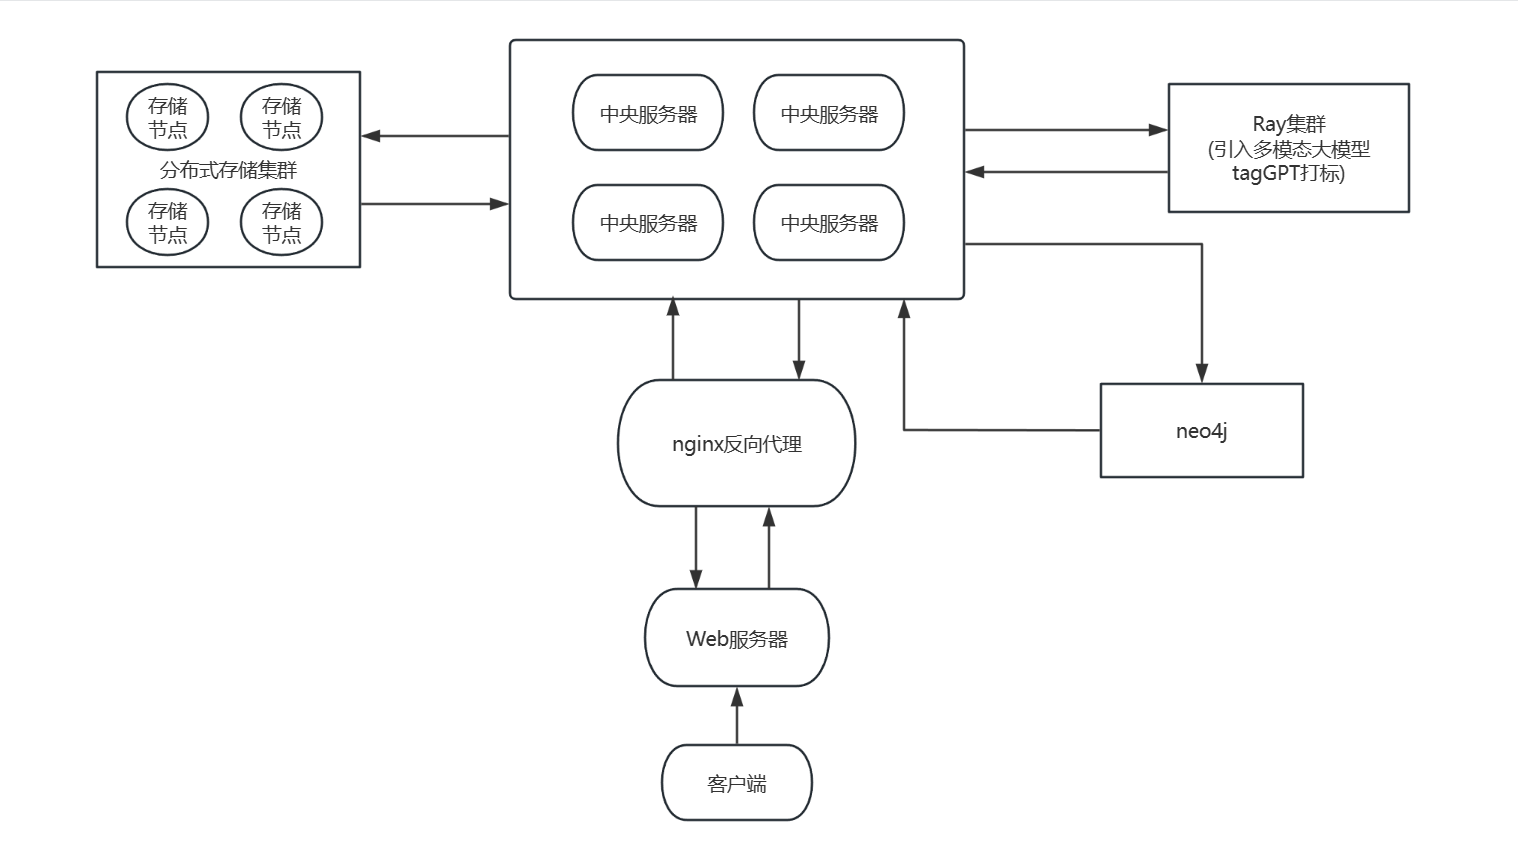 存储
节点
存储
节点
分布式存储集群
存储
节点
存储
节点
中央服务器
中央服务器
中央服务器
中央服务器
Ray集群
(引入多模态大模型
tagGPT打标)
nginx反向代理
neo4j
Web服务器
客户端